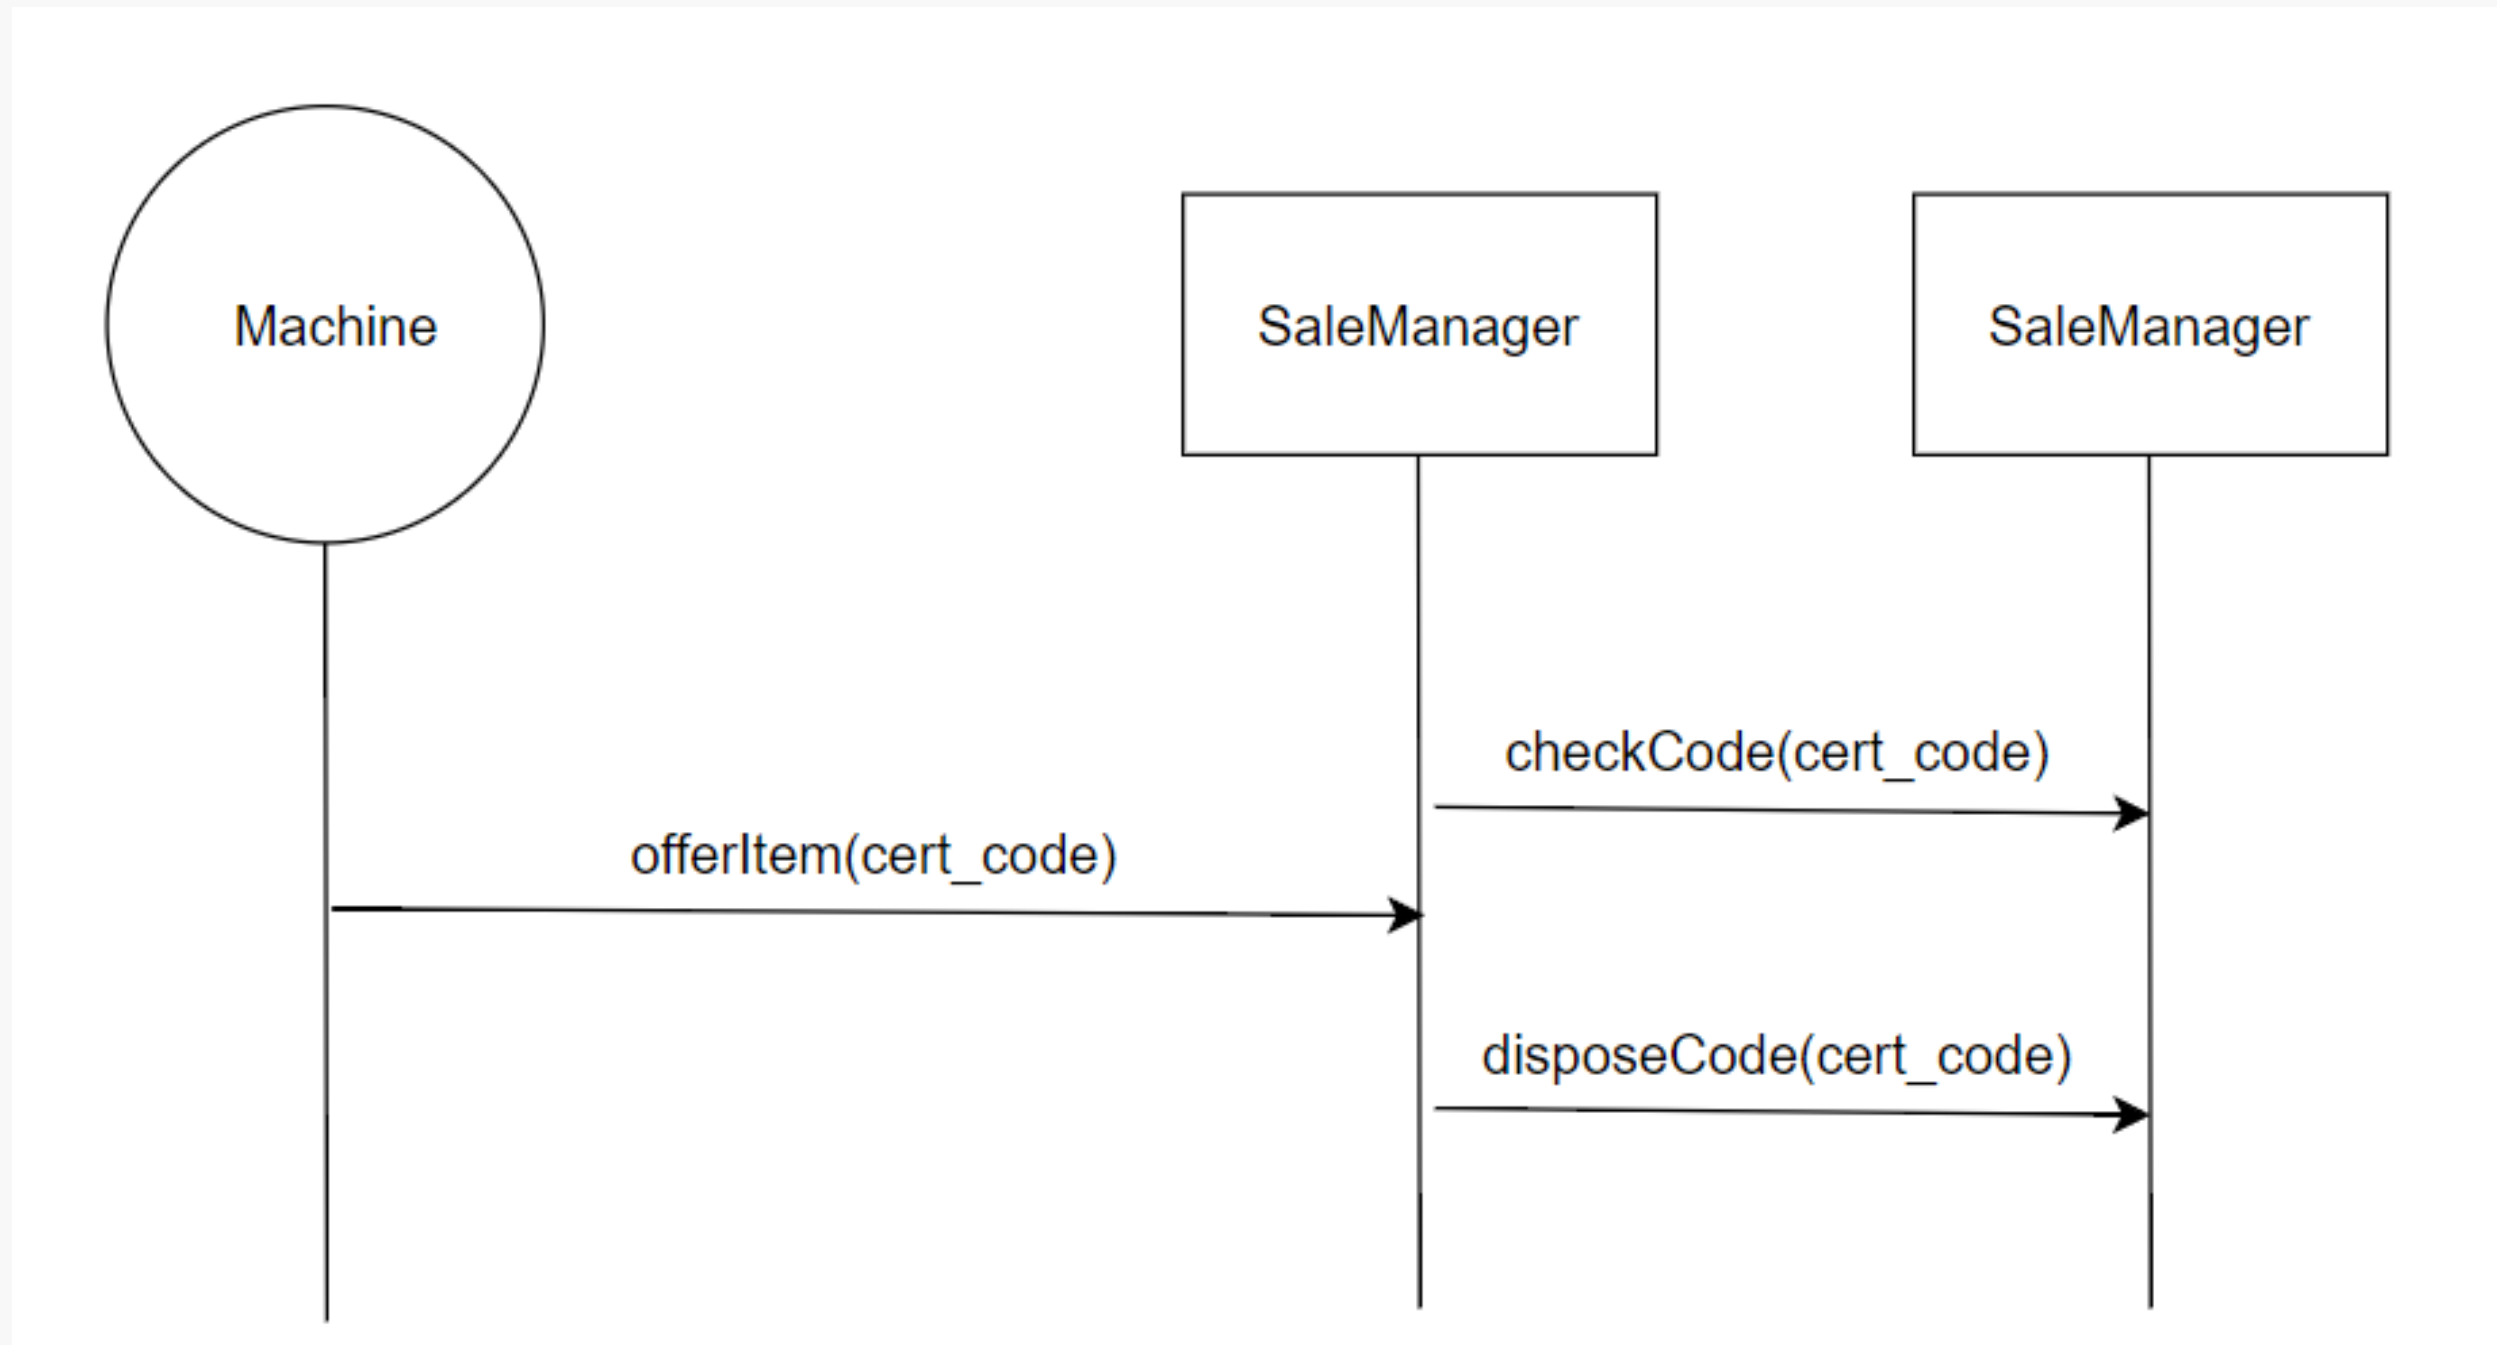 Machine
SaleManager
SaleManager
checkCode(cert_code)
offerItem(cert_code)
disposeCode(cert_code)